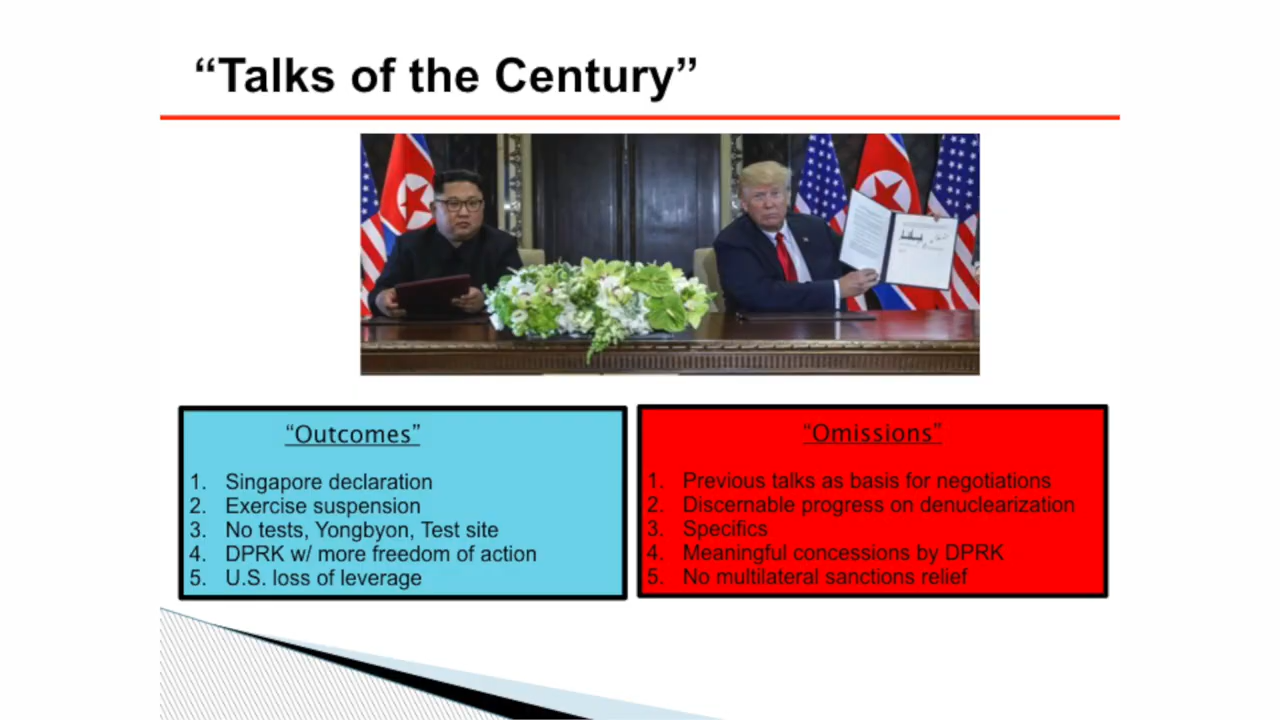 “Talks of the Century”
“Outcomes”
1. Singapore declaration
2. Exercise suspension
3. No tests, Yongbyon, Test site
4. DPRK w/ more freedom of action
5. U.S. loss of leverage
“Omissions”
1. Previous talks as basis for negotiations
2. Discernable progress on denuclearization
3. Specifics
4. Meaningful concessions by DPRK
5. No multilateral sanctions relief